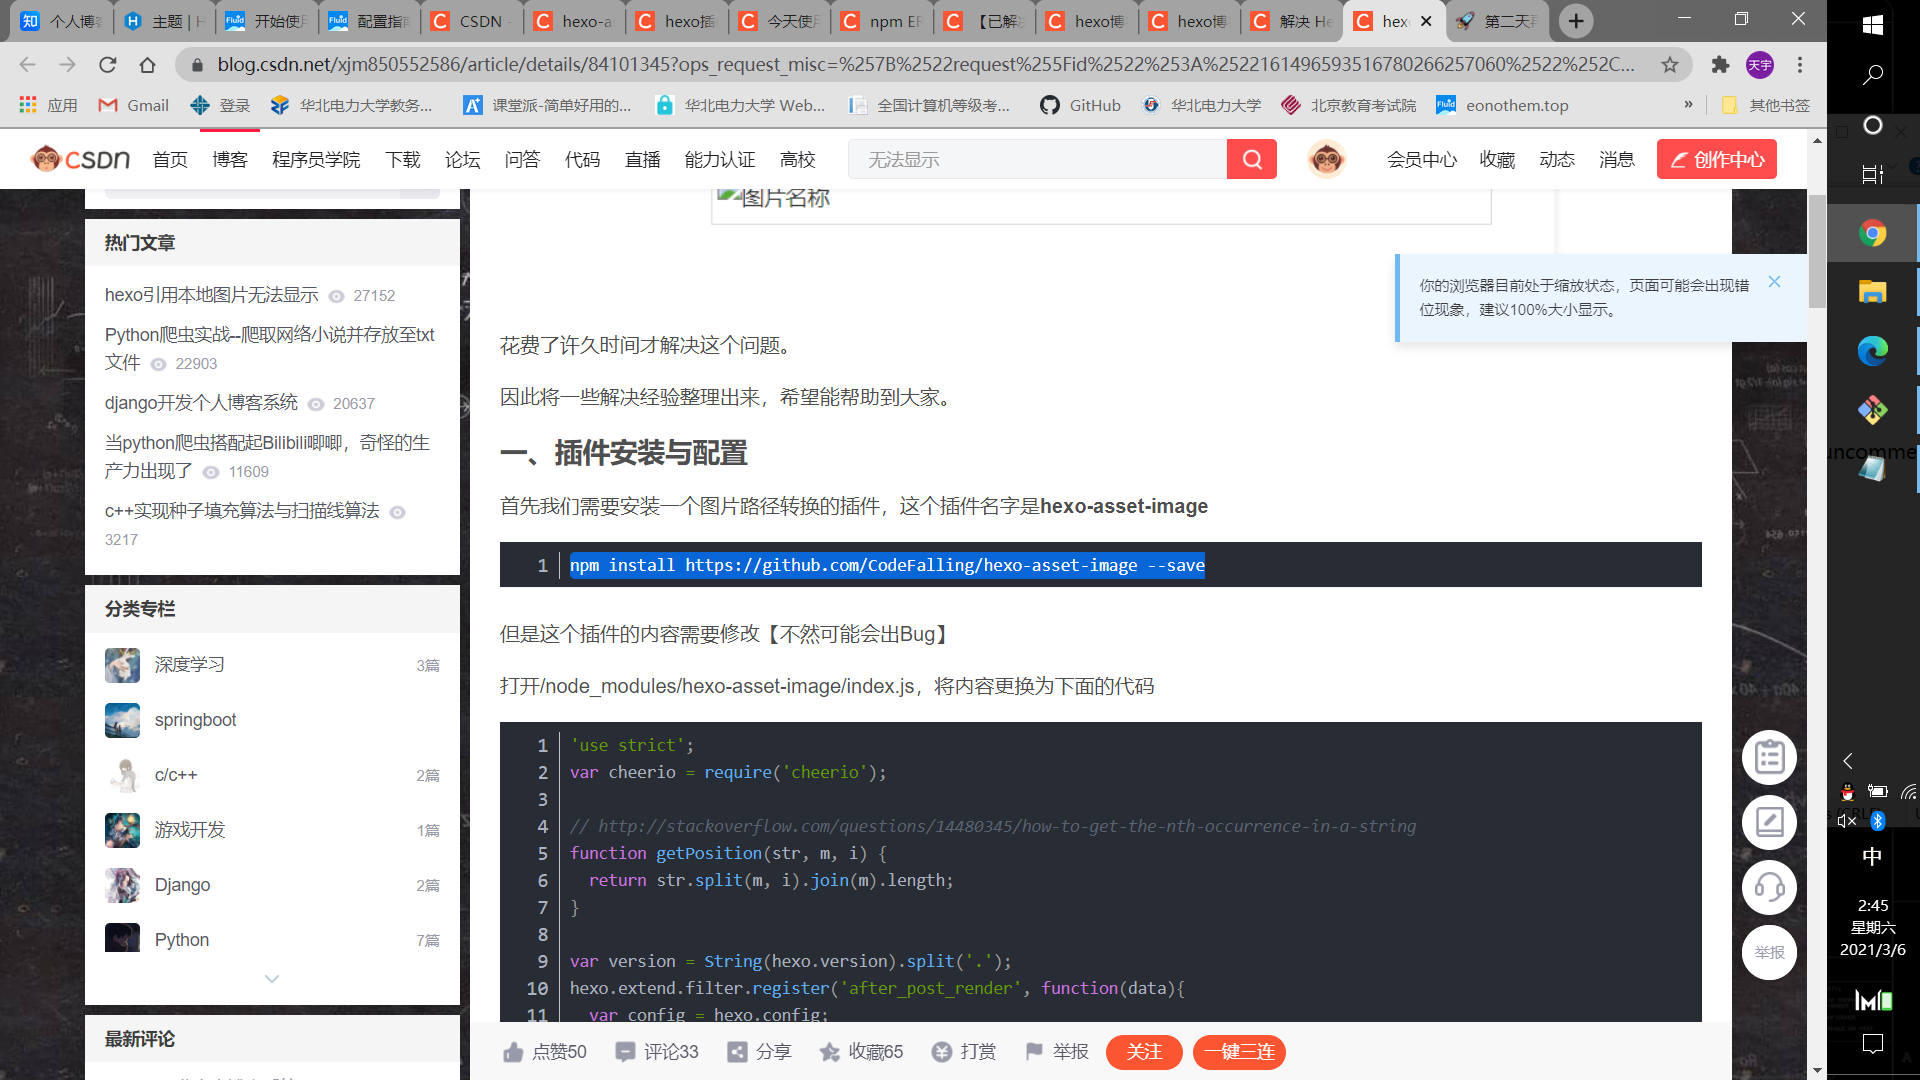 个人博客
主题 | H
开始使用
配置指南
CSDN -
hexo-a
hexo插
今天使用
npm ER
【已解决
hexo博
hexo博
解决 He
hexo
第二天
blog.csdn.net/xjm850552586/article/details/84101345?ops_request_misc=%257B%2522request%255Fid%2522%253A%2522161496593516780266257060%2522%252C...
天宇
应用
Gmail
登录
华北电力大学教务...
课堂派-简单好用的...
华北电力大学 Web...
全国计算机等级考...
GitHub
华北电力大学
北京教育考试院
eonothem.top
»
其他书签
CSDN
首页
博客
程序员学院
下载
论坛
问答
代码
直播
能力认证
高校
无法显示
会员中心
收藏
动态
消息
创作中心
图片名称
热门文章
hexo引用本地图片无法显示 27152
Python爬虫实战--爬取网络小说并存放至txt
文件 22903
django开发个人博客系统 20637
当python爬虫搭配起Bilibili唧唧，奇怪的生
产力出现了 11609
c++实现种子填充算法与扫描线算法
3217
分类专栏
深度学习 3篇
springboot
c/c++ 2篇
游戏开发 1篇
Django 2篇
Python 7篇
最新评论
你的浏览器目前处于缩放状态，页面可能会出现错
位现象，建议100%大小显示。
花费了许久时间才解决这个问题。
因此将一些解决经验整理出来，希望能帮助到大家。
一、插件安装与配置
首先我们需要安装一个图片路径转换的插件，这个插件名字是hexo-asset-image
1 npm install https://github.com/CodeFalling/hexo-asset-image --save
但是这个插件的内容需要修改【不然可能会出Bug】
打开/node_modules/hexo-asset-image/index.js，将内容更换为下面的代码
1 'use strict';
2 var cheerio = require('cheerio');
3
4 // http://stackoverflow.com/questions/14480345/how-to-get-the-nth-occurrence-in-a-string
5 function getPosition(str, m, i) {
6 return str.split(m, i).join(m).length;
7 }
8
9 var version = String(hexo.version).split('.');
10 hexo.extend.filter.register('after_post_render', function(data){
11 var config = hexo.config;
点赞50
评论33
分享
收藏65
打赏
举报
关注
一键三连
举报
uncomme
中
2:45
星期六
2021/3/6